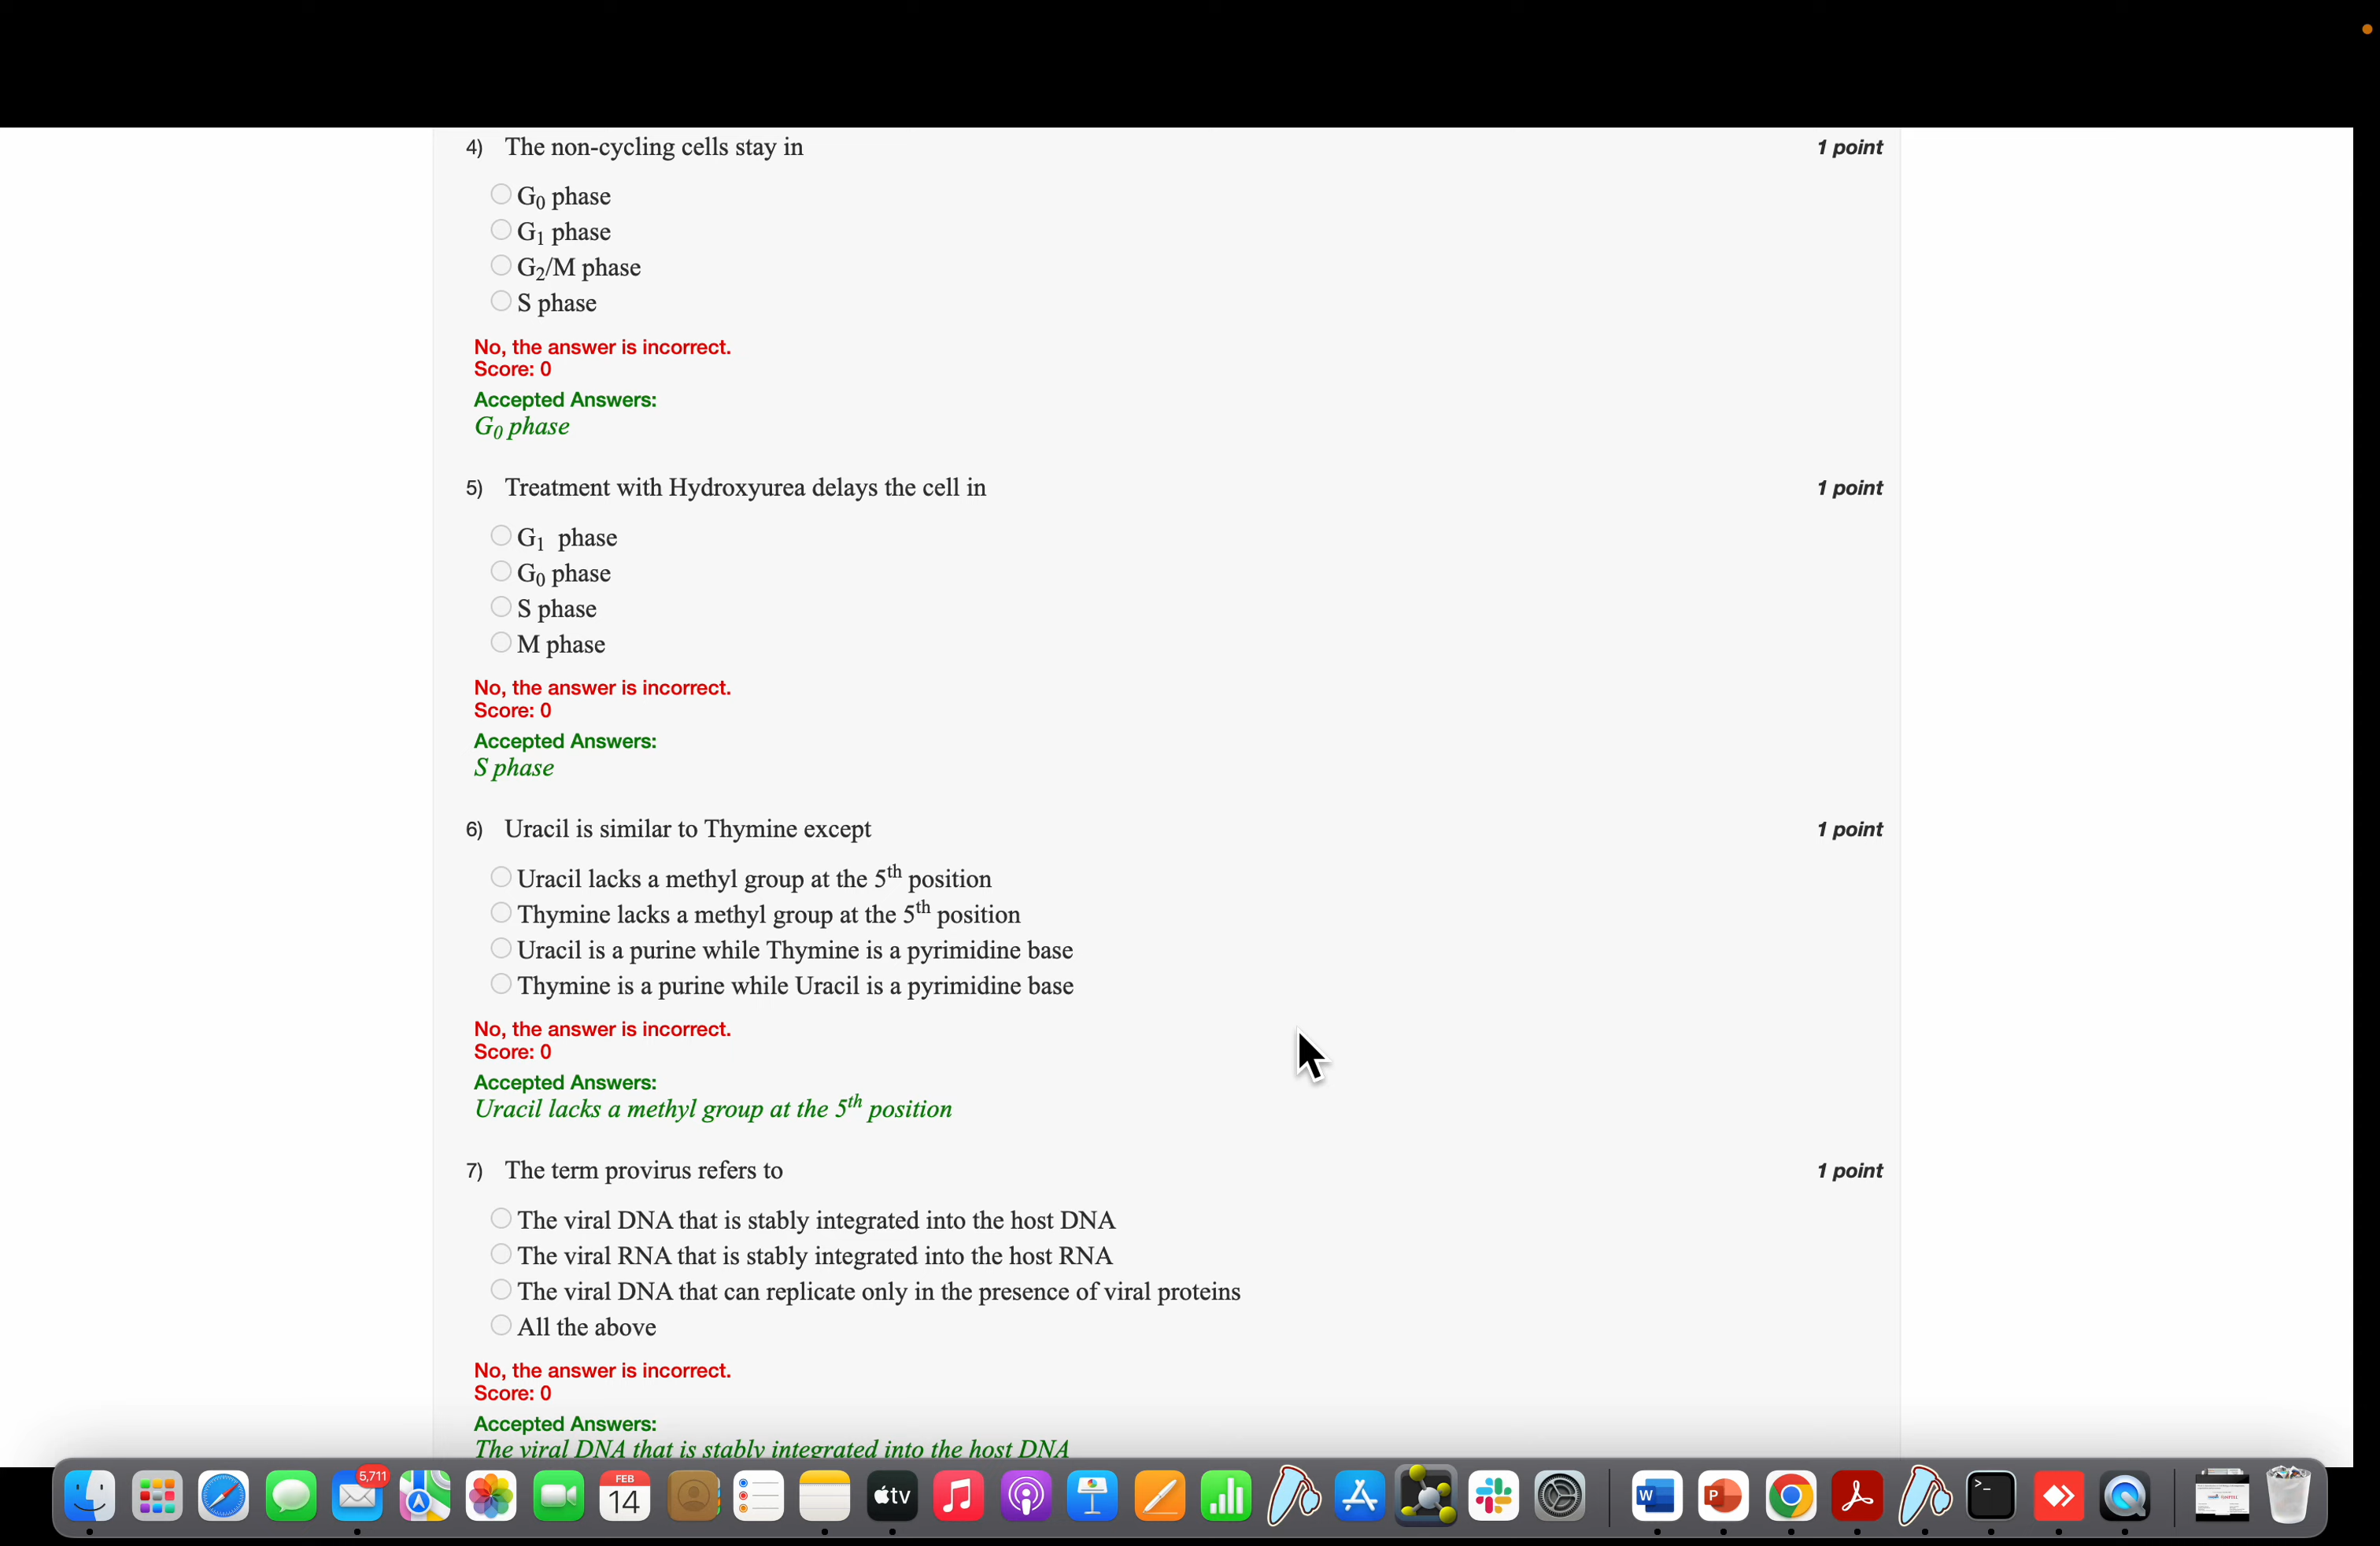 4) The non-cycling cells stay in 1 point
G0 phase
G1 phase
G2/M phase
S phase
No, the answer is incorrect.
Score: 0
Accepted Answers:
G0 phase
5) Treatment with Hydroxyurea delays the cell in 1 point
G1 phase
G0 phase
S phase
M phase
No, the answer is incorrect.
Score: 0
Accepted Answers:
S phase
6) Uracil is similar to Thymine except 1 point
Uracil lacks a methyl group at the 5th position
Thymine lacks a methyl group at the 5th position
Uracil is a purine while Thymine is a pyrimidine base
Thymine is a purine while Uracil is a pyrimidine base
No, the answer is incorrect.
Score: 0
Accepted Answers:
Uracil lacks a methyl group at the 5th position
7) The term provirus refers to 1 point
The viral DNA that is stably integrated into the host DNA
The viral RNA that is stably integrated into the host RNA
The viral DNA that can replicate only in the presence of viral proteins
All the above
No, the answer is incorrect.
Score: 0
Accepted Answers:
The viral DNA that is stably integrated into the host DNA
5,711
FEB
14
tv
W
P
>_